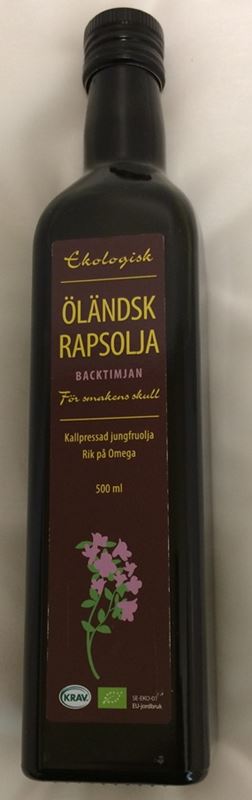 Ekologisk
ÖLÄNDSK
RAPSOLJA
BACKTIMJAN
För smakens skull
Kallpressad jungfruolja
Rik på Omega
500 ml
KRAV
SE-EKO-03
EU-jordbruk